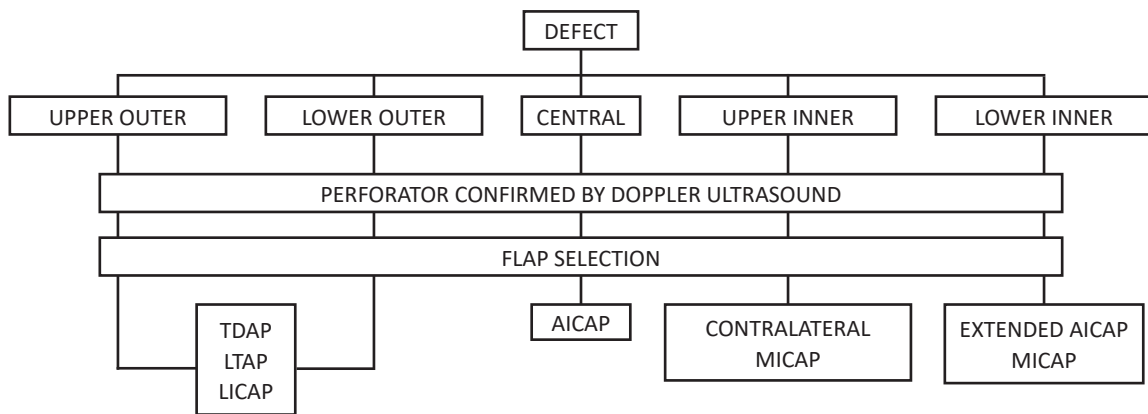 DEFECT
UPPER OUTER
LOWER OUTER
CENTRAL
UPPER INNER
LOWER INNER
PERFORATOR CONFIRMED BY DOPPLER ULTRASOUND
FLAP SELECTION
TDAP
LTAP
LICAP
AICAP
CONTRALATERAL
MICAP
EXTENDED AICAP
MICAP